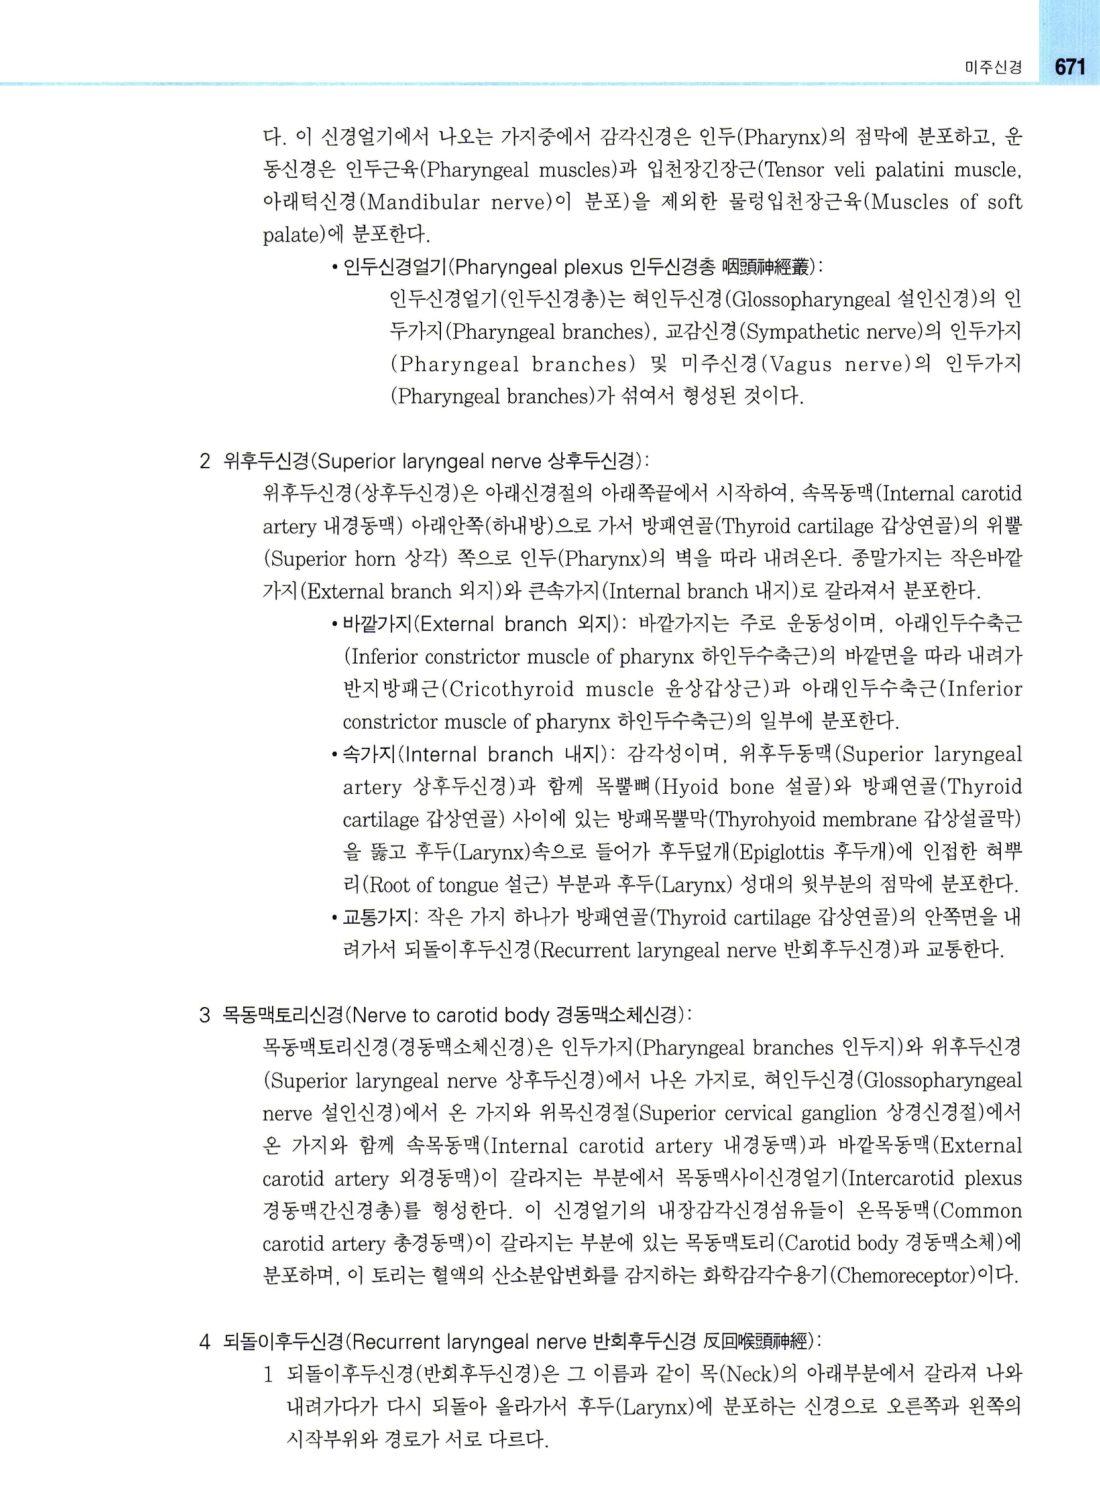 미주신경 671
다. 이 신경얼기에서 나오는 가지중에서 감각신경은 인두(Pharynx)의 점막에 분포하고, 운
동신경은 인두근육(Pharyngeal muscles)과 입천장긴장근(Tensor veli palatini muscle,
아래턱신경(Mandibular nerve)이 분포)을 제외한 물렁입천장근육(Muscles of soft
palate)에 분포한다.
• 인두신경얼기(Pharyngeal plexus 인두신경총 咽頭神經叢):
인두신경얼기(인두신경총)는 혀인두신경(Glossopharyngeal 설인신경)의 인
두가지(Pharyngeal branches), 교감신경(Sympathetic nerve)의 인두가지
(Pharyngeal branches) 및 미주신경(Vagus nerve)의 인두가지
(Pharyngeal branches)가 섞여서 형성된 것이다.
2 위후두신경(Superior laryngeal nerve 상후두신경):
위후두신경(상후두신경)은 아래신경절의 아래쪽끝에서 시작하여, 속목동맥(Internal carotid
artery 내경동맥) 아래안쪽(하내방)으로 가서 방패연골(Thyroid cartilage 갑상연골)의 위뿔
(Superior horn 상각) 쪽으로 인두(Pharynx)의 벽을 따라 내려온다. 종말가지는 작은바깥
가지(External branch 외지)와 큰속가지(Internal branch 내지)로 갈라져서 분포한다.
• 바깥가지(External branch 외지): 바깥가지는 주로 운동성이며, 아래인두수축근
(Inferior constrictor muscle of pharynx 하인두수축근)의 바깥면을 따라 내려가
반지방패근(Cricothyroid muscle 윤상갑상근)과 아래인두수축근(Inferior
constrictor muscle of pharynx 하인두수축근)의 일부에 분포한다.
• 속가지(Internal branch 내지): 감각성이며, 위후두동맥(Superior laryngeal
artery 상후두신경)과 함께 목뿔뼈(Hyoid bone 설골)와 방패연골(Thyroid
cartilage 갑상연골) 사이에 있는 방패목뿔막(Thyrohyoid membrane 갑상설골막)
을 뚫고 후두(Larynx)속으로 들어가 후두덮개(Epiglottis 후두개)에 인접한 혀뿌
리(Root of tongue 설근) 부분과 후두(Larynx) 성대의 윗부분의 점막에 분포한다.
• 교통가지: 작은 가지 하나가 방패연골(Thyroid cartilage 갑상연골)의 안쪽면을 내
려가서 되돌이후두신경(Recurrent laryngeal nerve 반회후두신경)과 교통한다.
3 목동맥토리신경(Nerve to carotid body 경동맥소체신경):
목동맥토리신경(경동맥소체신경)은 인두가지(Pharyngeal branches 인두지)와 위후두신경
(Superior laryngeal nerve 상후두신경)에서 나온 가지로, 혀인두신경(Glossopharyngeal
nerve 설인신경)에서 온 가지와 위목신경절(Superior cervical ganglion 상경신경절)에서
온 가지와 함께 속목동맥(Internal carotid artery 내경동맥)과 바깥목동맥(External
carotid artery 외경동맥)이 갈라지는 부분에서 목동맥사이신경얼기(Intercarotid plexus
경동맥간신경총)를 형성한다. 이 신경얼기의 내장감각신경섬유들이 온목동맥(Common
carotid artery 총경동맥)이 갈라지는 부분에 있는 목동맥토리(Carotid body 경동맥소체)에
분포하며, 이 토리는 혈액의 산소분압변화를 감지하는 화학감각수용기(Chemoreceptor)이다.
4 되돌이후두신경(Recurrent laryngeal nerve 반회후두신경 反回喉頭神經):
1 되돌이후두신경(반회후두신경)은 그 이름과 같이 목(Neck)의 아래부분에서 갈라져 나와
내려가다가 다시 되돌아 올라가서 후두(Larynx)에 분포하는 신경으로 오른쪽과 왼쪽의
시작부위와 경로가 서로 다르다.